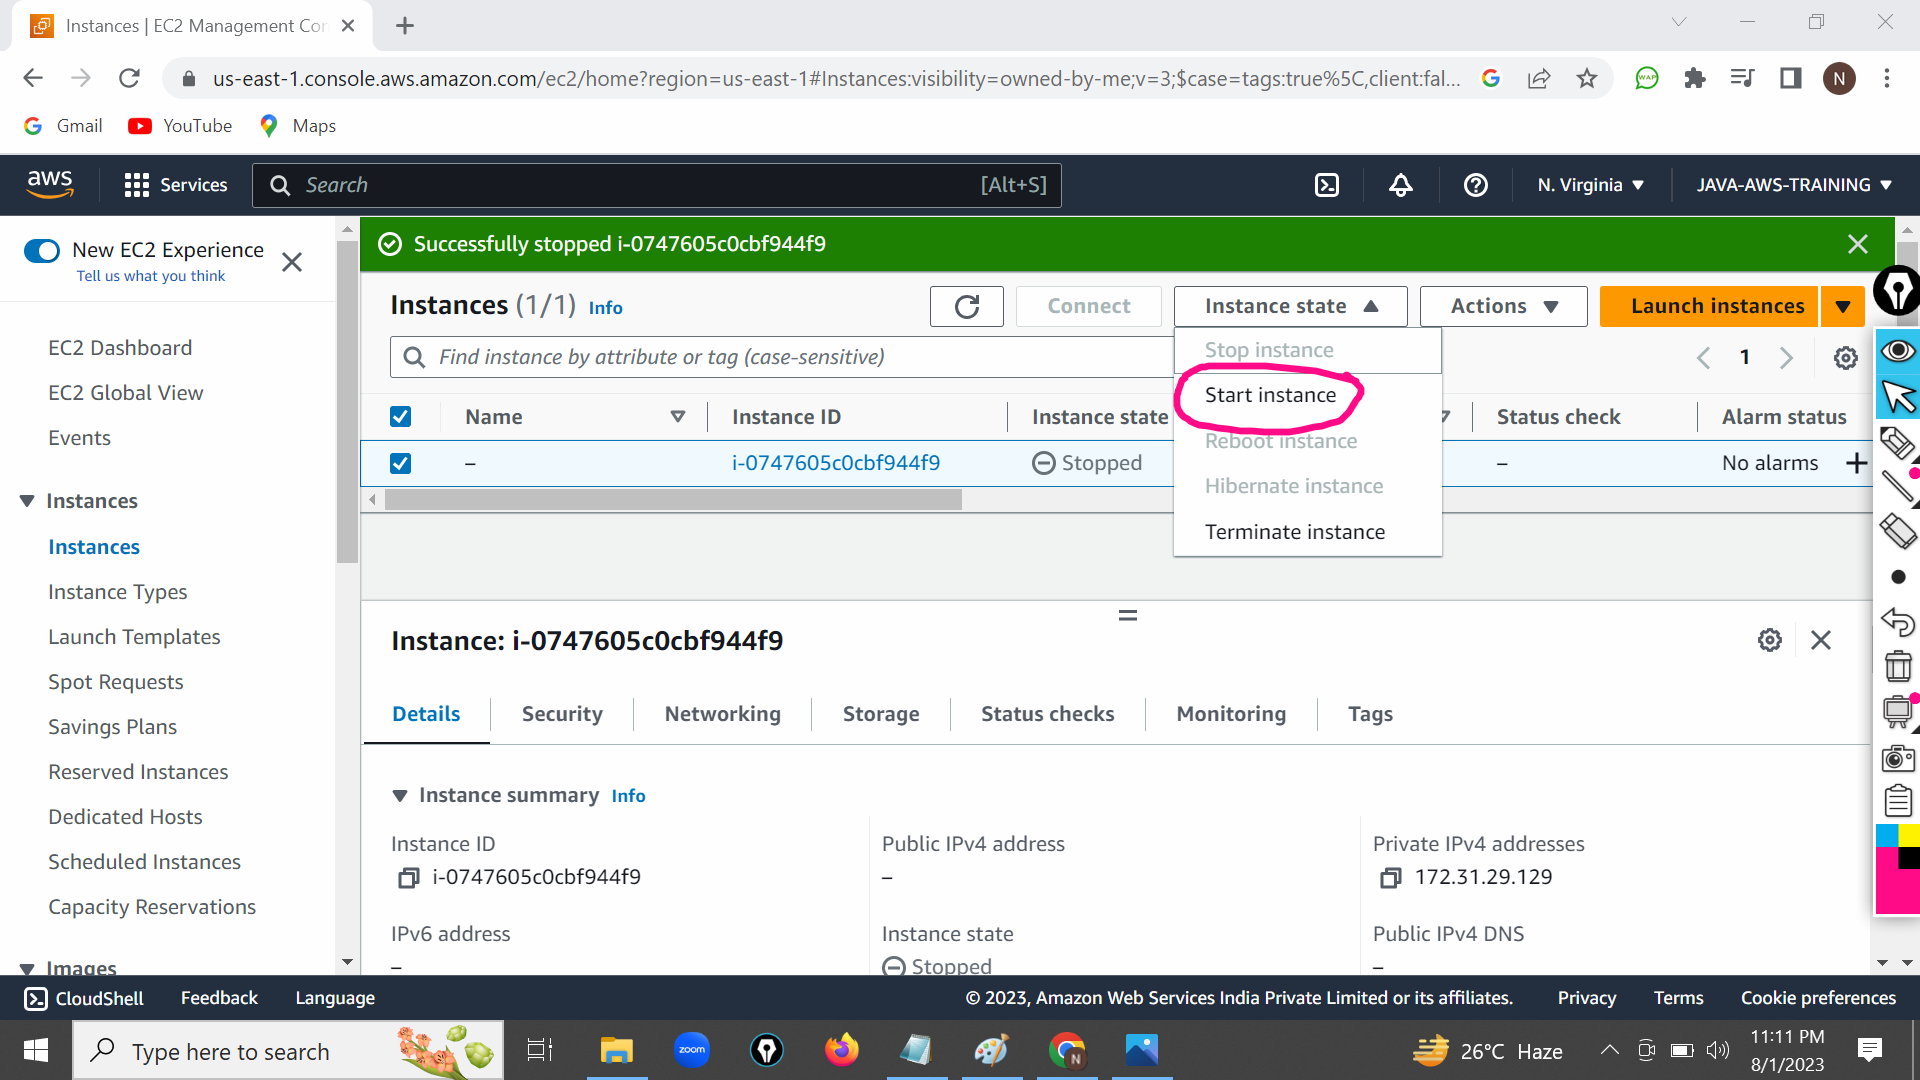 Instances | EC2 Management Con
us-east-1.console.aws.amazon.com/ec2/home?region=us-east-1#Instances:visibility=owned-by-me;v=3;$case=tags:true%5C,client:fal...
WAP
N
Gmail
YouTube
Maps
aws
Services
Search
[Alt+S]
N. Virginia
JAVA-AWS-TRAINING
New EC2 Experience
Tell us what you think
EC2 Dashboard
EC2 Global View
Events
Instances
Instances
Instance Types
Launch Templates
Spot Requests
Savings Plans
Reserved Instances
Dedicated Hosts
Scheduled Instances
Capacity Reservations
Images
Successfully stopped i-0747605c0cbf944f9
Instances (1/1) Info
Connect
Instance state
Actions
Launch instances
Find instance by attribute or tag (case-sensitive)
1
Stop instance
Start instance
Reboot instance
Hibernate instance
Terminate instance
Name
Instance ID
Instance state
Status check
Alarm status
–
i-0747605c0cbf944f9
Stopped
–
No alarms
Instance: i-0747605c0cbf944f9
Details
Security
Networking
Storage
Status checks
Monitoring
Tags
Instance summary Info
Instance ID
i-0747605c0cbf944f9
Public IPv4 address
–
Private IPv4 addresses
172.31.29.129
IPv6 address
–
Instance state
Stopped
Public IPv4 DNS
–
CloudShell
Feedback
Language
© 2023, Amazon Web Services India Private Limited or its affiliates.
Privacy
Terms
Cookie preferences
Type here to search
zoom
N
26°C Haze
11:11 PM
8/1/2023